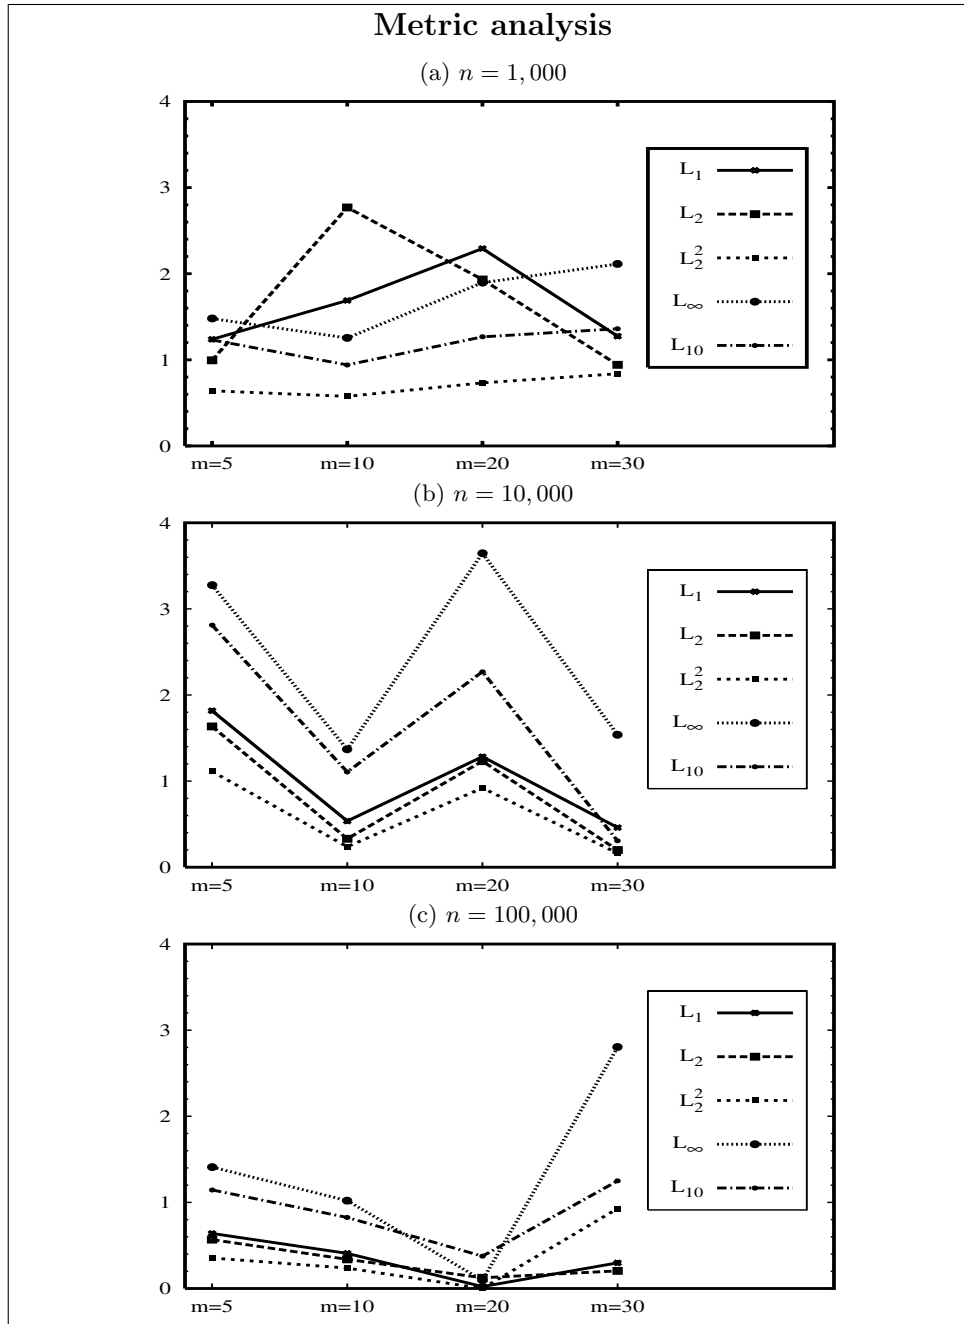 Metric analysis
(a) n = 1,000
4
3
2
1
0
m=5 m=10 m=20 m=30
L₁
L₂
L₂²
L∞
L₁₀
(b) n = 10,000
4
3
2
1
0
m=5 m=10 m=20 m=30
L₁
L₂
L₂²
L∞
L₁₀
(c) n = 100,000
4
3
2
1
0
m=5 m=10 m=20 m=30
L₁
L₂
L₂²
L∞
L₁₀